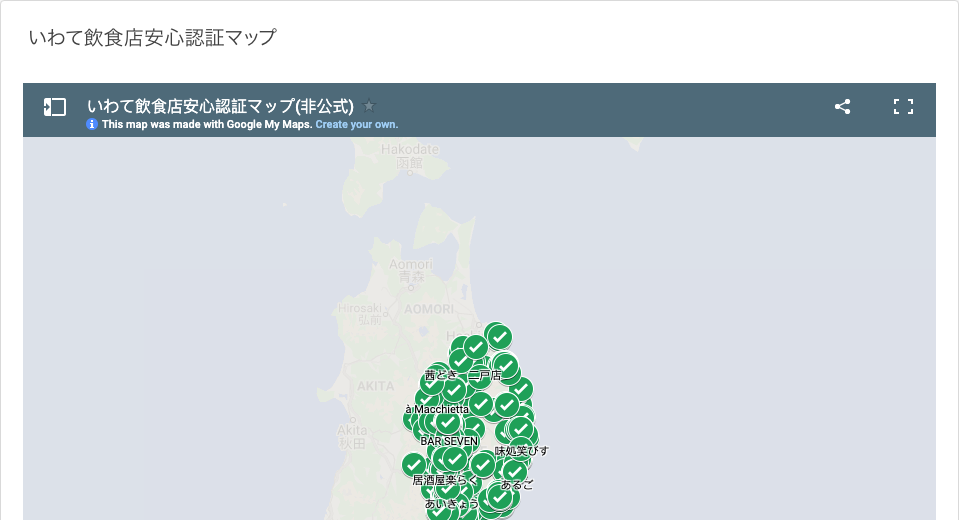 いわて飲食店安心認証マップ
いわて飲食店安心認証マップ(非公式)
This map was made with Google My Maps. Create your own.
Hakodate
函館
Aomori
青森
Hirosaki
弘前
AOMORI
茜どき 二戸店
AKITA
à Macchietta
Akita
秋田
BAR SEVEN
味処笑びす
居酒屋楽らく
あるご
あいきょう